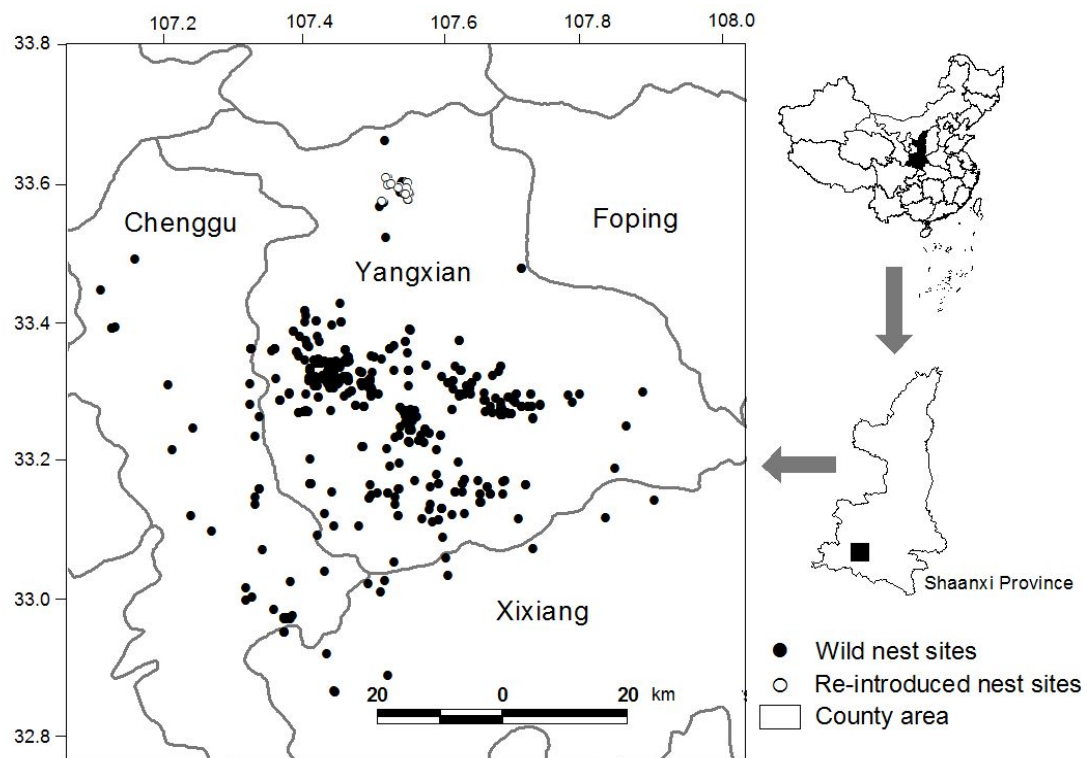 107.2 107.4 107.6 107.8 108.0
33.8
33.6
Chenggu
Foping
Yangxian
33.4
33.2
Shaanxi Province
33.0
Xixiang
Wild nest sites
20 0 20 km
Re-introduced nest sites
County area
32.8